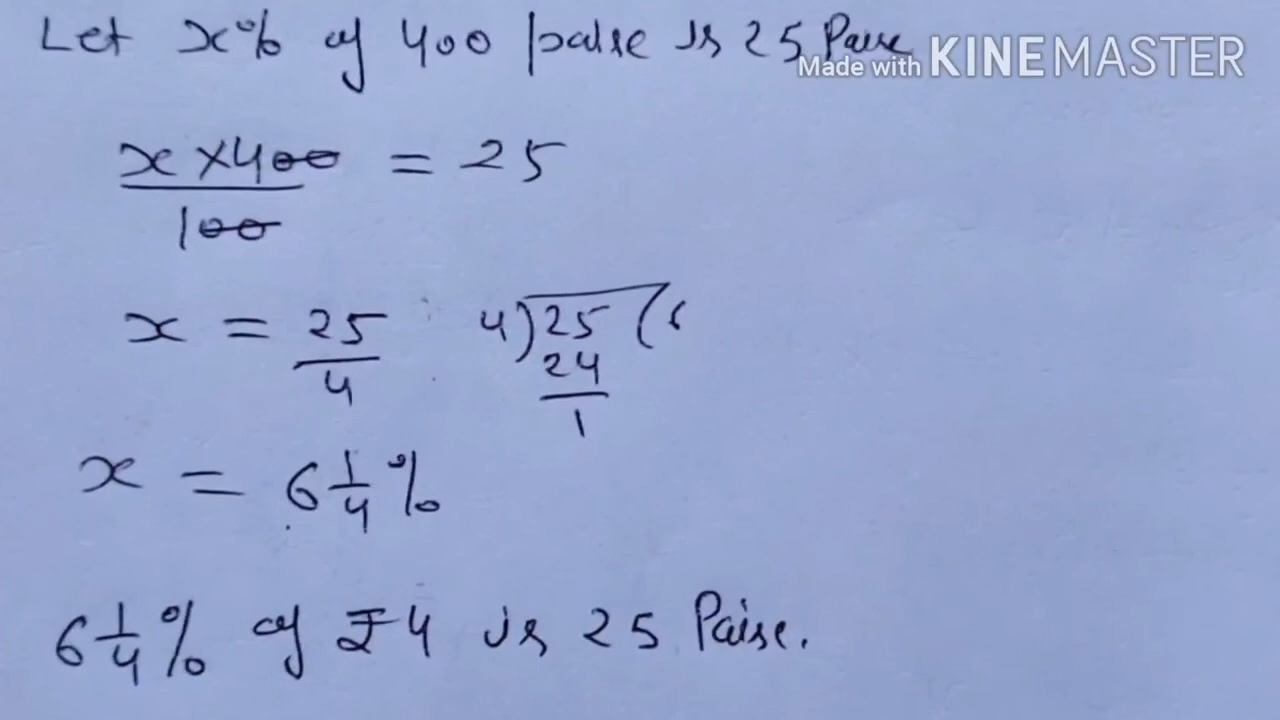 Let x% of 400 paise is 25 Paise
Made with KINEMASTER
x × 400 / 100 = 25
x = 25/4 4)25(6
24
1
x = 6 1/4 %
6 1/4 % of ₹4 is 25 Paise.